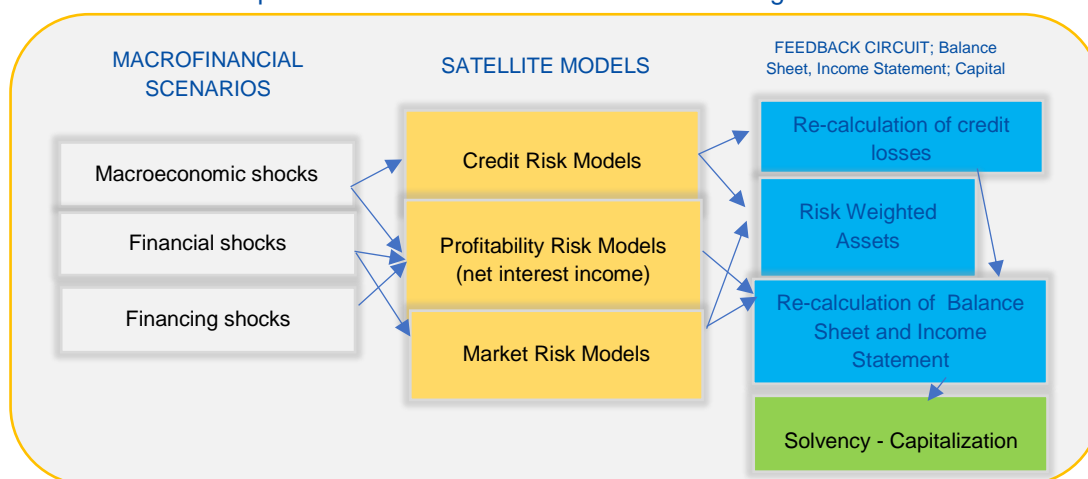 MACROFINANCIAL
SCENARIOS
SATELLITE MODELS
FEEDBACK CIRCUIT; Balance
Sheet, Income Statement; Capital
Macroeconomic shocks
Financial shocks
Financing shocks
Credit Risk Models
Profitability Risk Models
(net interest income)
Market Risk Models
Re-calculation of credit
losses
Risk Weighted
Assets
Re-calculation of Balance
Sheet and Income
Statement
Solvency - Capitalization